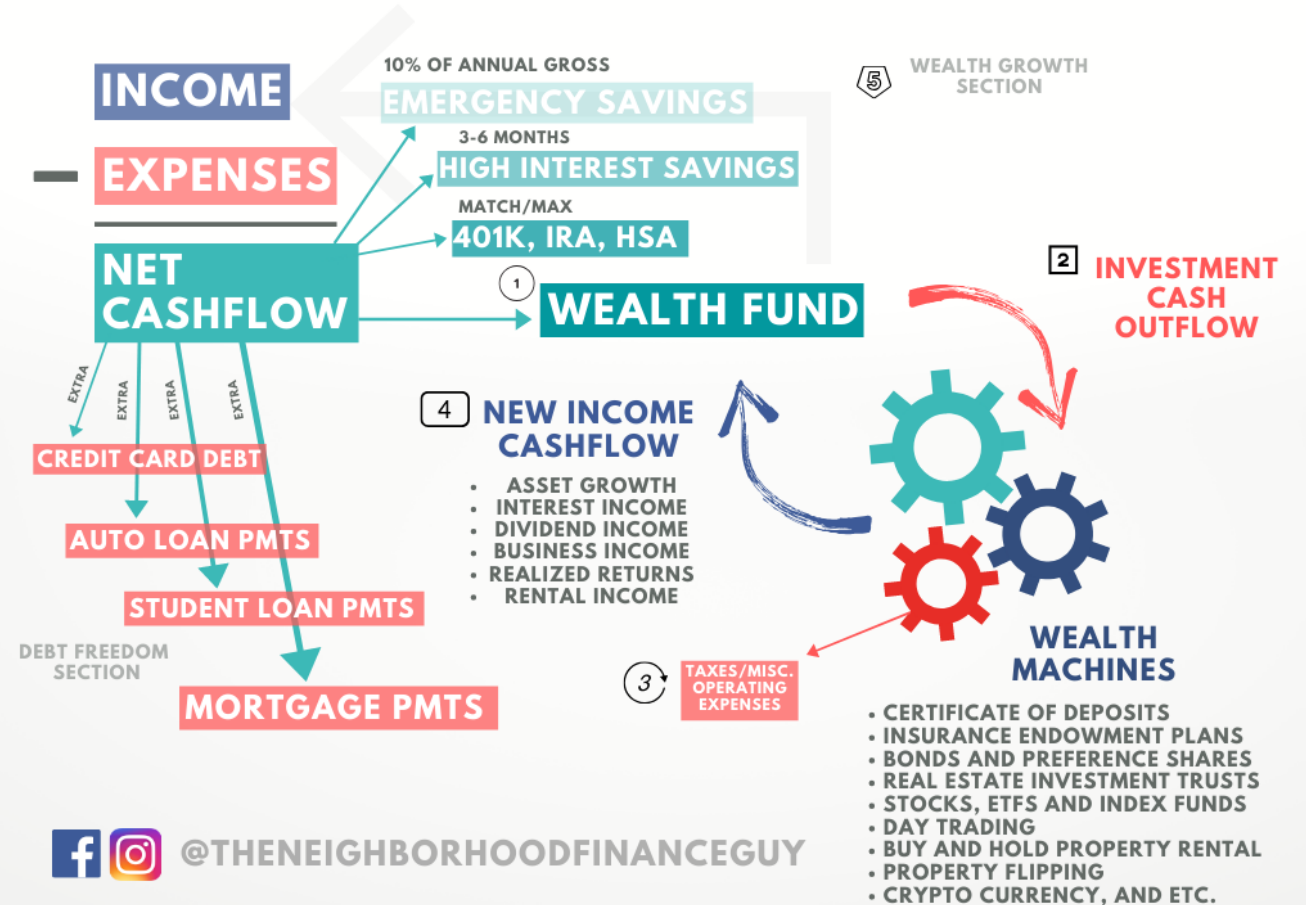 INCOME
EXPENSES
NET
CASHFLOW
10% OF ANNUAL GROSS
EMERGENCY SAVINGS
3-6 MONTHS
HIGH INTEREST SAVINGS
MATCH/MAX
401K, IRA, HSA
1
WEALTH FUND
5
WEALTH GROWTH
SECTION
2
INVESTMENT
CASH
OUTFLOW
EXTRA
EXTRA
EXTRA
EXTRA
CREDIT CARD DEBT
AUTO LOAN PMTS
STUDENT LOAN PMTS
DEBT FREEDOM
SECTION
MORTGAGE PMTS
4
NEW INCOME
CASHFLOW
• ASSET GROWTH
• INTEREST INCOME
• DIVIDEND INCOME
• BUSINESS INCOME
• REALIZED RETURNS
• RENTAL INCOME
3
TAXES/MISC.
OPERATING
EXPENSES
WEALTH
MACHINES
• CERTIFICATE OF DEPOSITS
• INSURANCE ENDOWMENT PLANS
• BONDS AND PREFERENCE SHARES
• REAL ESTATE INVESTMENT TRUSTS
• STOCKS, ETFS AND INDEX FUNDS
• DAY TRADING
• BUY AND HOLD PROPERTY RENTAL
• PROPERTY FLIPPING
• CRYPTO CURRENCY, AND ETC.
@THENEIGHBORHOODFINANCEGUY